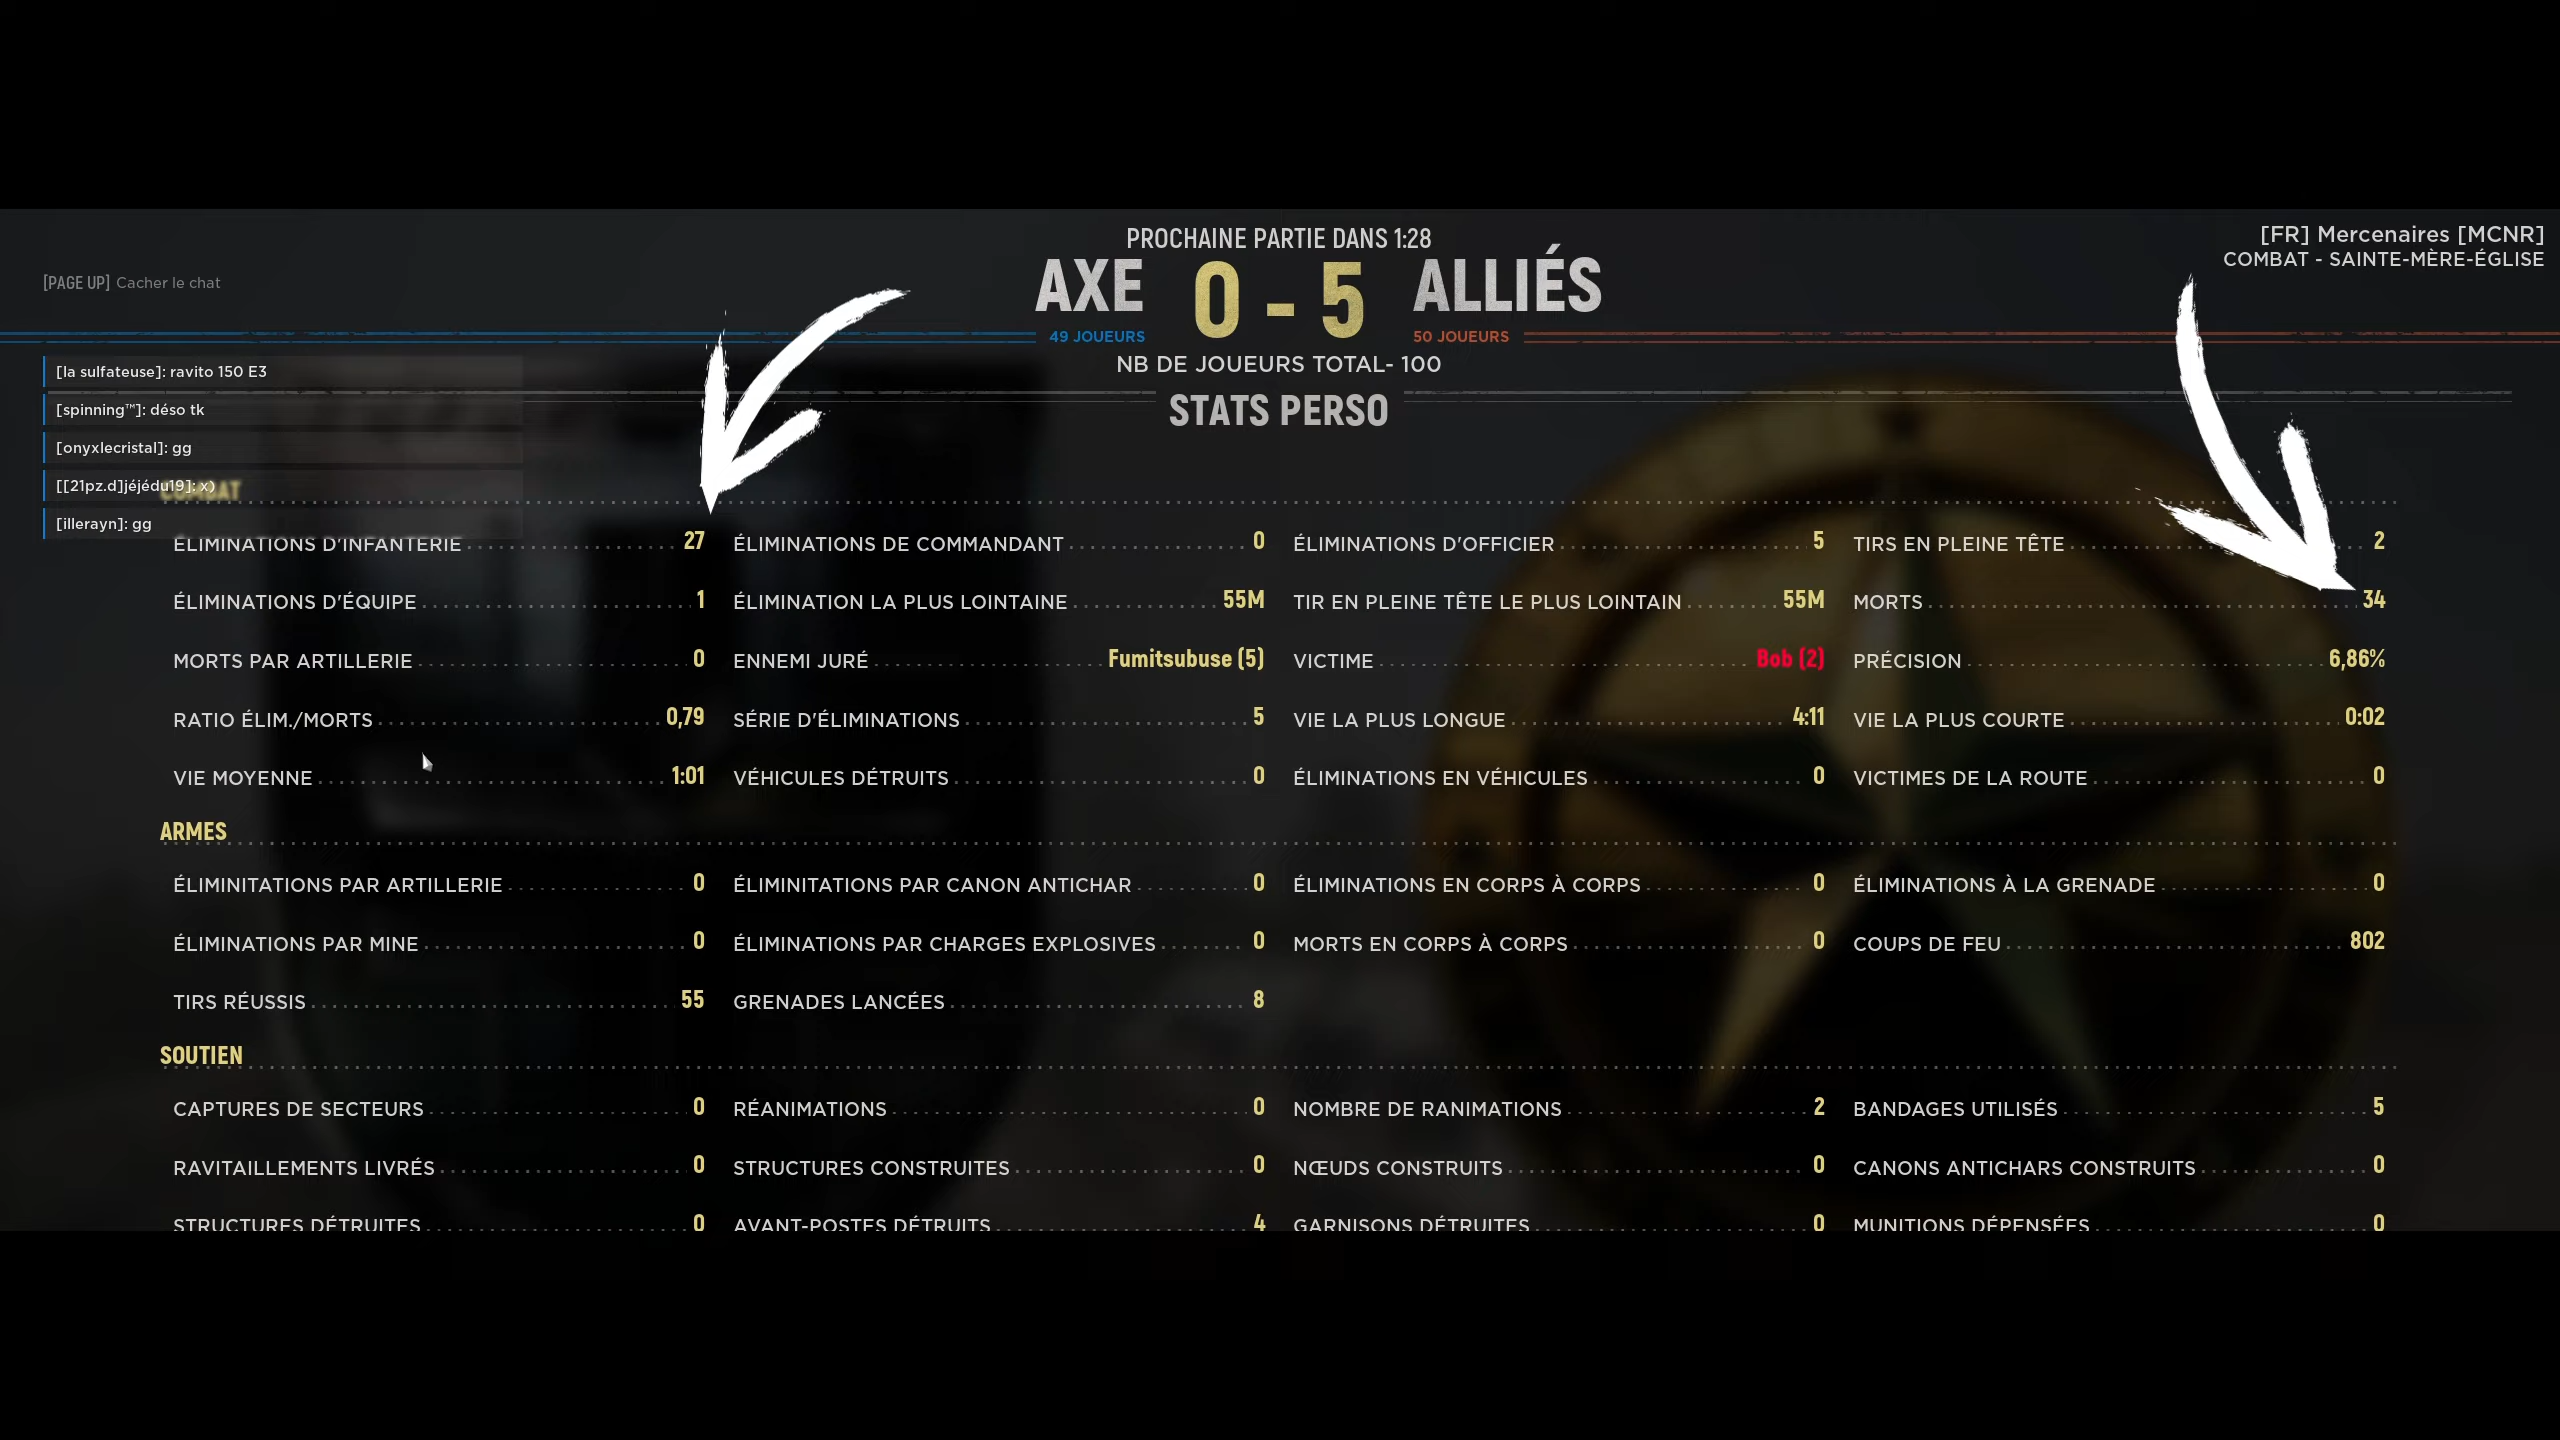 PROCHAINE PARTIE DANS 1:28
[FR] Mercenaires [MCNR]
COMBAT - SAINTE-MÈRE-ÉGLISE
[PAGE UP] Cacher le chat
AXE 0 - 5 ALLIÉS
49 JOUEURS 50 JOUEURS
NB DE JOUEURS TOTAL- 100
STATS PERSO
[la sulfateuse]: ravito 150 E3
[spinning™]: déso tk
[onyxlecristal]: gg
[[21pz.d]jéjédu19]: x)
[illerayn]: gg
COMBAT
ÉLIMINATIONS D'INFANTERIE 27 ÉLIMINATIONS DE COMMANDANT 0 ÉLIMINATIONS D'OFFICIER 5 TIRS EN PLEINE TÊTE 2
ÉLIMINATIONS D'ÉQUIPE 1 ÉLIMINATION LA PLUS LOINTAINE 55M TIR EN PLEINE TÊTE LE PLUS LOINTAIN 55M MORTS 34
MORTS PAR ARTILLERIE 0 ENNEMI JURÉ Fumitsubuse (5) VICTIME Bob (2) PRÉCISION 6,86%
RATIO ÉLIM./MORTS 0,79 SÉRIE D'ÉLIMINATIONS 5 VIE LA PLUS LONGUE 4:11 VIE LA PLUS COURTE 0:02
VIE MOYENNE 1:01 VÉHICULES DÉTRUITS 0 ÉLIMINATIONS EN VÉHICULES 0 VICTIMES DE LA ROUTE 0
ARMES
ÉLIMINITATIONS PAR ARTILLERIE 0 ÉLIMINITATIONS PAR CANON ANTICHAR 0 ÉLIMINATIONS EN CORPS À CORPS 0 ÉLIMINATIONS À LA GRENADE 0
ÉLIMINATIONS PAR MINE 0 ÉLIMINATIONS PAR CHARGES EXPLOSIVES 0 MORTS EN CORPS À CORPS 0 COUPS DE FEU 802
TIRS RÉUSSIS 55 GRENADES LANCÉES 8
SOUTIEN
CAPTURES DE SECTEURS 0 RÉANIMATIONS 0 NOMBRE DE RANIMATIONS 2 BANDAGES UTILISÉS 5
RAVITAILLEMENTS LIVRÉS 0 STRUCTURES CONSTRUITES 0 NŒUDS CONSTRUITS 0 CANONS ANTICHARS CONSTRUITS 0
STRUCTURES DÉTRUITES 0 AVANT-POSTES DÉTRUITS 4 GARNISONS DÉTRUITES 0 MUNITIONS DÉPENSÉES 0